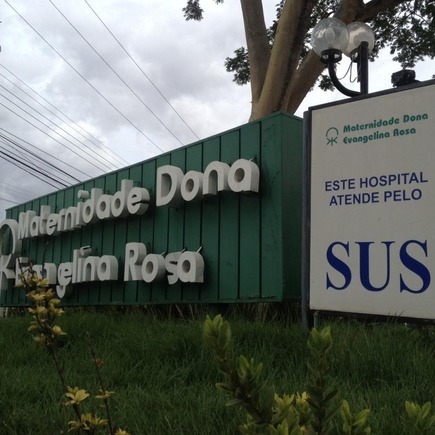 Maternidade Dona
Evangelina Rosa
Maternidade Dona
Evangelina Rosa
ESTE HOSPITAL
ATENDE PELO
SUS